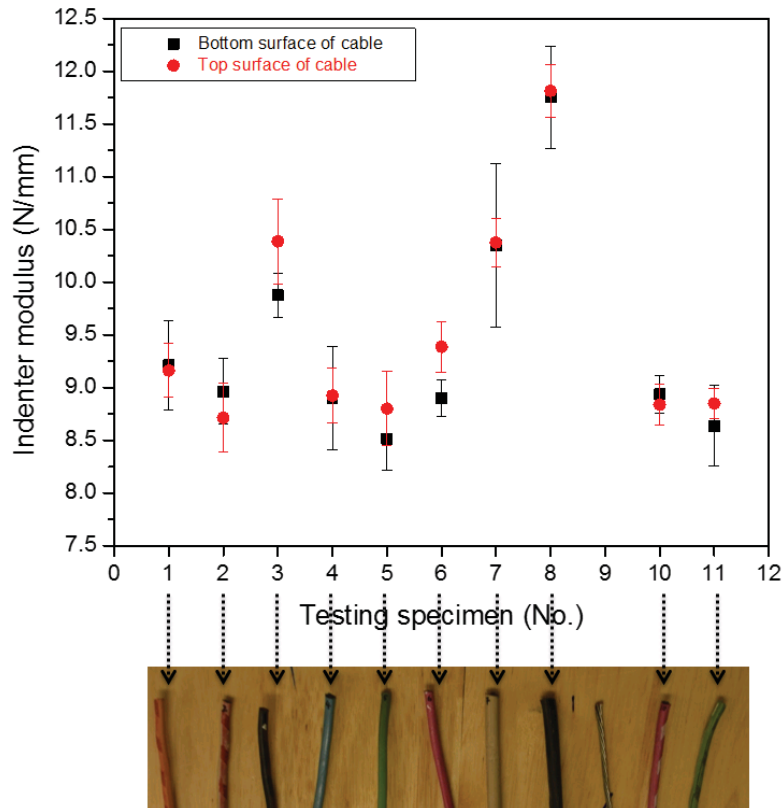 12.5
12.0
11.5
11.0
10.5
10.0
9.5
9.0
8.5
8.0
7.5
Indenter modulus (N/mm)
Bottom surface of cable
Top surface of cable
0 1 2 3 4 5 6 7 8 9 10 11 12
Testing specimen (No.)